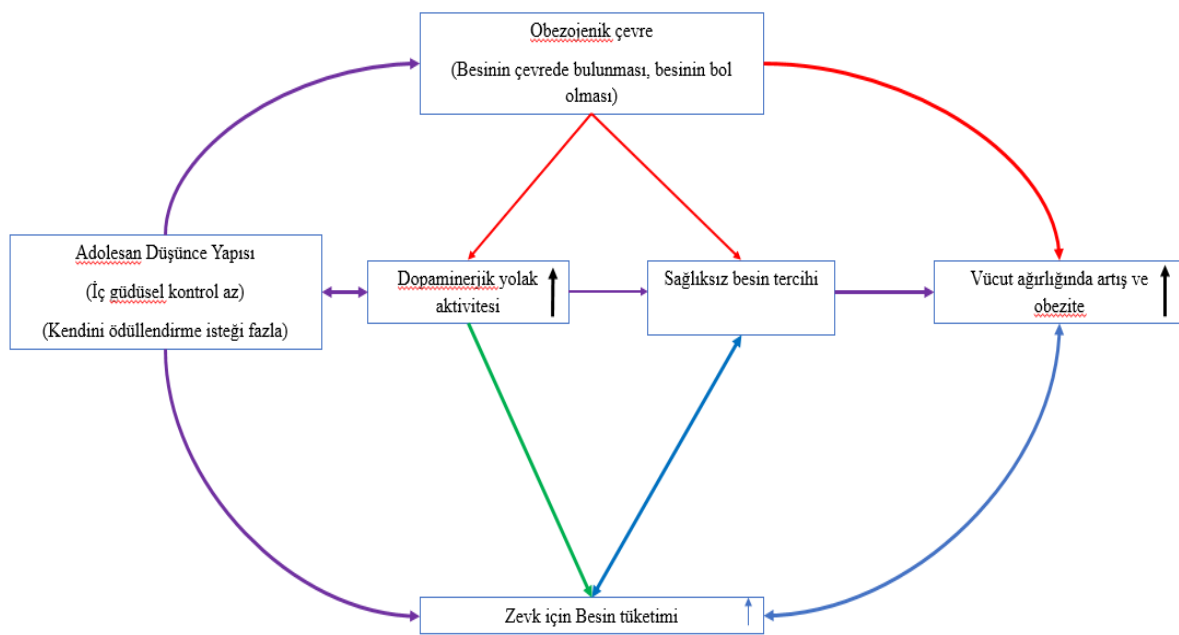 Obezojenik çevre
(Besinin çevrede bulunması, besinin bol
olması)
Adolesan Düşünce Yapısı
(İç güdüsel kontrol az)
(Kendini ödüllendirme isteği fazla)
Dopaminerjik yolak
aktivitesi
Sağlıksız besin tercihi
Vücut ağırlığında artış ve
obezite
Zevk için Besin tüketimi